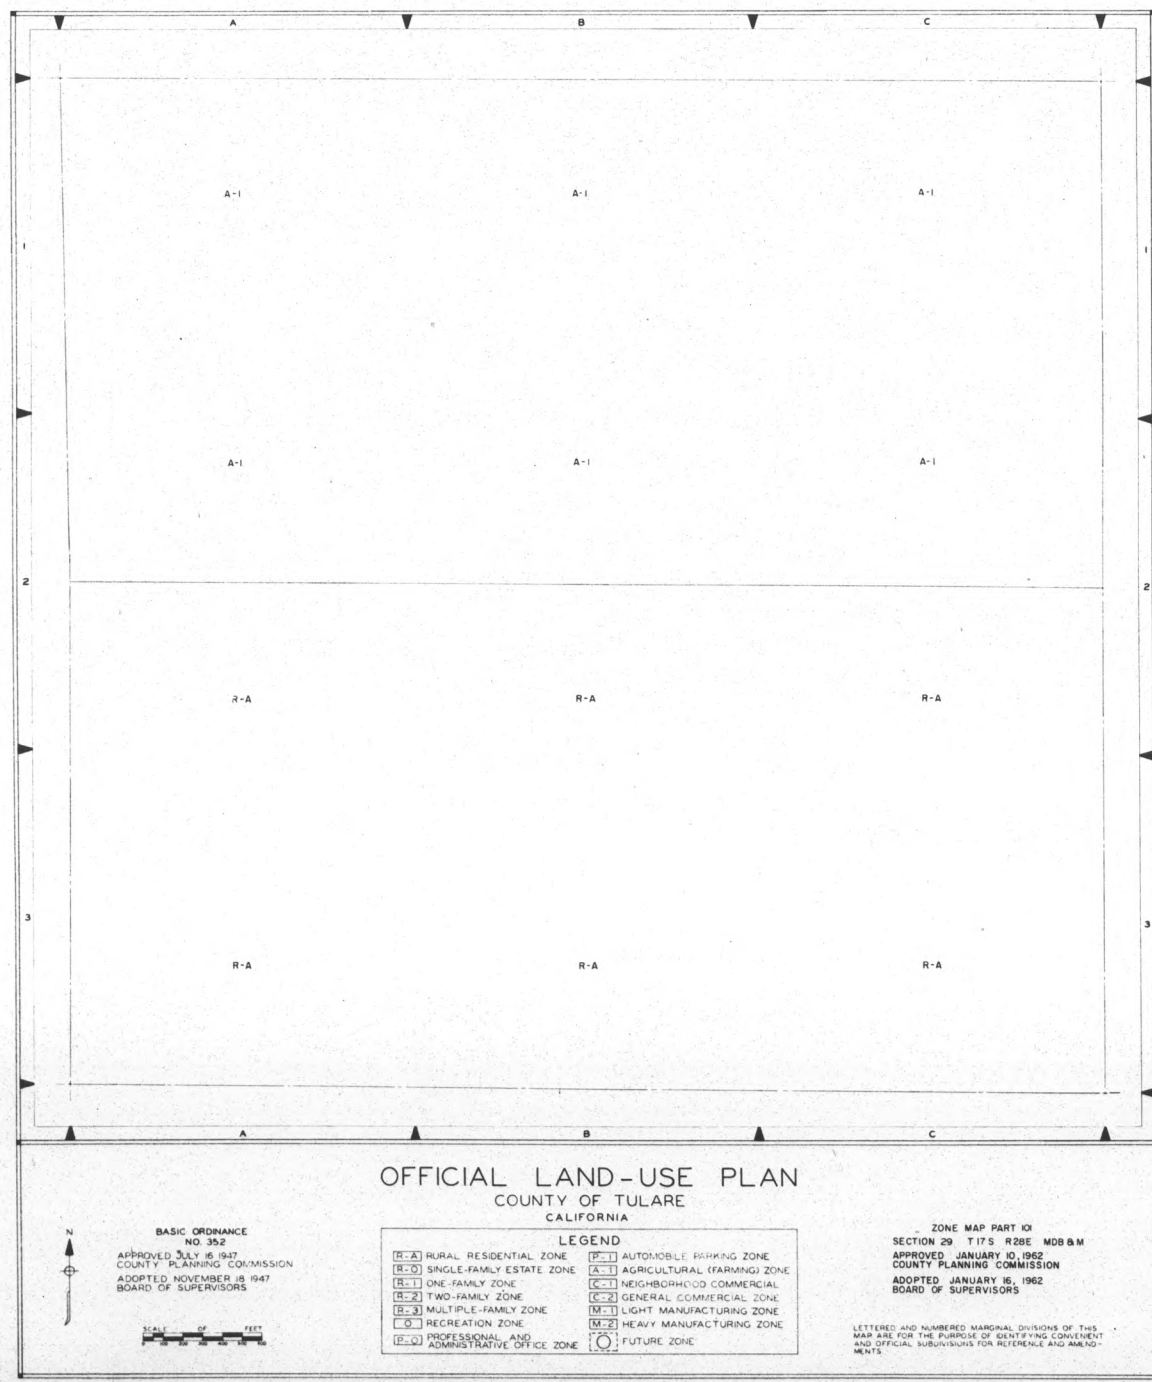 A B C
A-1 A-1 A-1
1 1
A-1 A-1 A-1
2 2
R-A R-A R-A
3 3
R-A R-A R-A
A B C
OFFICIAL LAND-USE PLAN
COUNTY OF TULARE
CALIFORNIA
N
BASIC ORDINANCE
NO. 352
APPROVED JULY 16 1947
COUNTY PLANNING COMMISSION
ADOPTED NOVEMBER 18 1947
BOARD OF SUPERVISORS
SCALE OF FEET
0 100 200 300 400 500 600
LEGEND
R-A RURAL RESIDENTIAL ZONE
R-O SINGLE-FAMILY ESTATE ZONE
R-1 ONE-FAMILY ZONE
R-2 TWO-FAMILY ZONE
R-3 MULTIPLE-FAMILY ZONE
O RECREATION ZONE
P-O PROFESSIONAL AND
ADMINISTRATIVE OFFICE ZONE
P-1 AUTOMOBILE PARKING ZONE
A-1 AGRICULTURAL (FARMING) ZONE
C-1 NEIGHBORHOOD COMMERCIAL
C-2 GENERAL COMMERCIAL ZONE
M-1 LIGHT MANUFACTURING ZONE
M-2 HEAVY MANUFACTURING ZONE
FUTURE ZONE
ZONE MAP PART 101
SECTION 29 T17S R28E MDB & M
APPROVED JANUARY 10, 1962
COUNTY PLANNING COMMISSION
ADOPTED JANUARY 16, 1962
BOARD OF SUPERVISORS
LETTERED AND NUMBERED MARGINAL DIVISIONS OF THIS
MAP ARE FOR THE PURPOSE OF IDENTIFYING CONVENIENT
AND OFFICIAL SUBDIVISIONS FOR REFERENCE AND AMEND-
MENTS